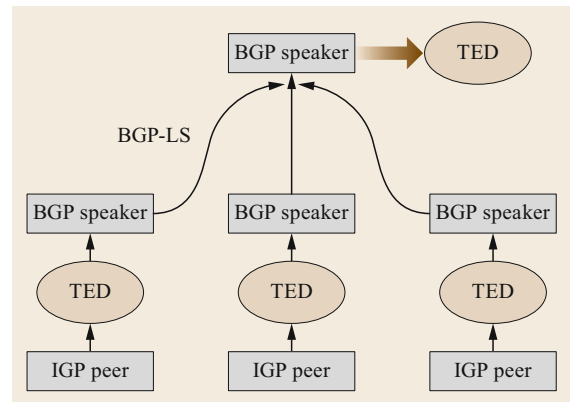 BGP speaker
TED
BGP-LS
BGP speaker
BGP speaker
BGP speaker
TED
TED
TED
IGP peer
IGP peer
IGP peer